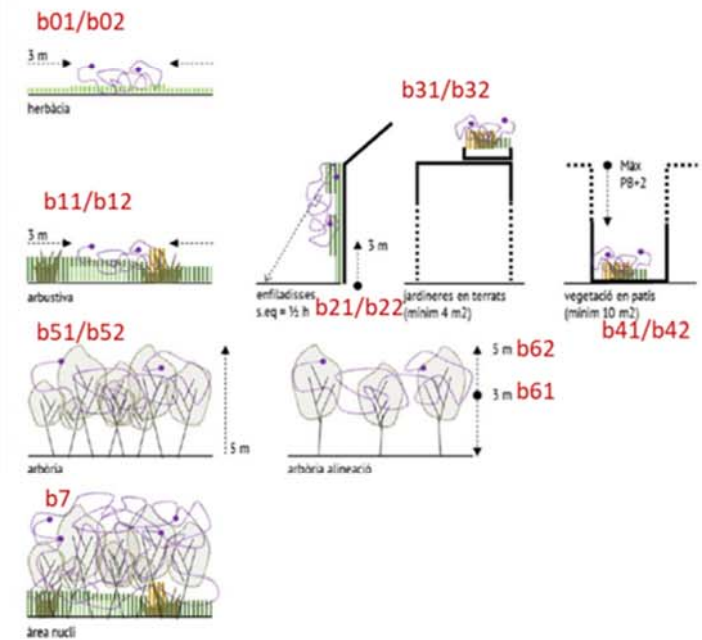 b01/b02
3 m
herbàcia
b31/b32
Màx
PB+2
b11/b12
3 m
arbustiva
3 m
enfiladisses
s.eq = ½ h
b21/b22
jardineres en terrats
(mínim 4 m2)
vegetació en patis
(mínim 10 m2)
b41/b42
b51/b52
5 m
arbòria
5 m b62
3 m b61
arbòria alineació
b7
àrea nucli